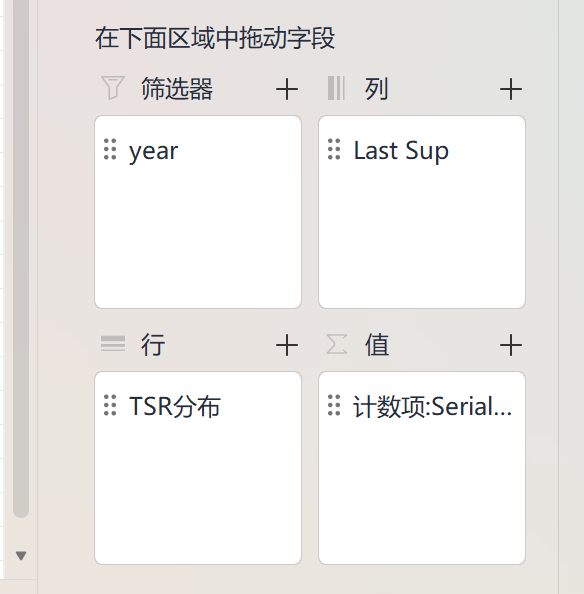 在下面区域中拖动字段
筛选器
列
year
Last Sup
行
值
TSR分布
计数项:Serial...